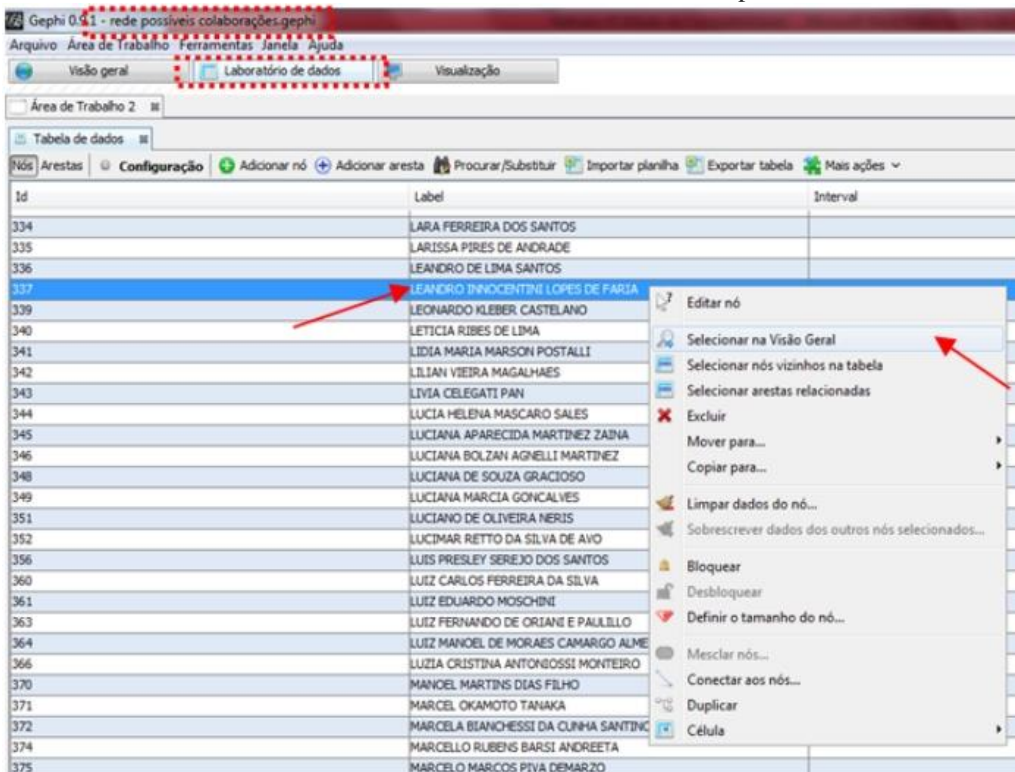 Gephi 0.9.1 - rede possíveis colaborações.gephi
Arquivo Área de Trabalho Ferramentas Janela Ajuda
Visão geral Laboratório de dados Visualização
Área de Trabalho 2
Tabela de dados
Nós Arestas Configuração Adicionar nó Adicionar aresta Procurar/Substituir Importar planilha Exportar tabela Mais ações
Id Label Interval
334 LARA FERREIRA DOS SANTOS
335 LARISSA PIRES DE ANDRADE
336 LEANDRO DE LIMA SANTOS
337 LEANDRO INNOCENTINI LOPES DE FARIA
339 LEONARDO KLEBER CASTELANO
340 LETICIA RIBES DE LIMA
341 LIDIA MARIA MARSON POSTALLI
342 LILIAN VIEIRA MAGALHAES
343 LIVIA CELEGATI PAN
344 LUCIA HELENA MASCARO SALES
345 LUCIANA APARECIDA MARTINEZ ZAINA
346 LUCIANA BOLZAN AGNELLI MARTINEZ
348 LUCIANA DE SOUZA GRACIOSO
349 LUCIANA MARCIA GONCALVES
351 LUCIANO DE OLIVEIRA NERIS
352 LUCIMAR RETTO DA SILVA DE AVO
356 LUIS PRESLEY SEREJO DOS SANTOS
360 LUIZ CARLOS FERREIRA DA SILVA
361 LUIZ EDUARDO MOSCHINI
363 LUIZ FERNANDO DE ORIANI E PAULILLO
364 LUIZ MANOEL DE MORAES CAMARGO ALME
366 LUZIA CRISTINA ANTONIOSSI MONTEIRO
370 MANOEL MARTINS DIAS FILHO
371 MARCEL OKAMOTO TANAKA
372 MARCELA BIANCHESSI DA CUNHA SANTINO
374 MARCELLO RUBENS BARSI ANDREETA
375 MARCELO MARCOS PIVA DEMARZO
Editar nó
Selecionar na Visão Geral
Selecionar nós vizinhos na tabela
Selecionar arestas relacionadas
Excluir
Mover para...
Copiar para...
Limpar dados do nó...
Sobrescrever dados dos outros nós selecionados...
Bloquear
Desbloquear
Definir o tamanho do nó...
Mesclar nós...
Conectar aos nós...
Duplicar
Célula